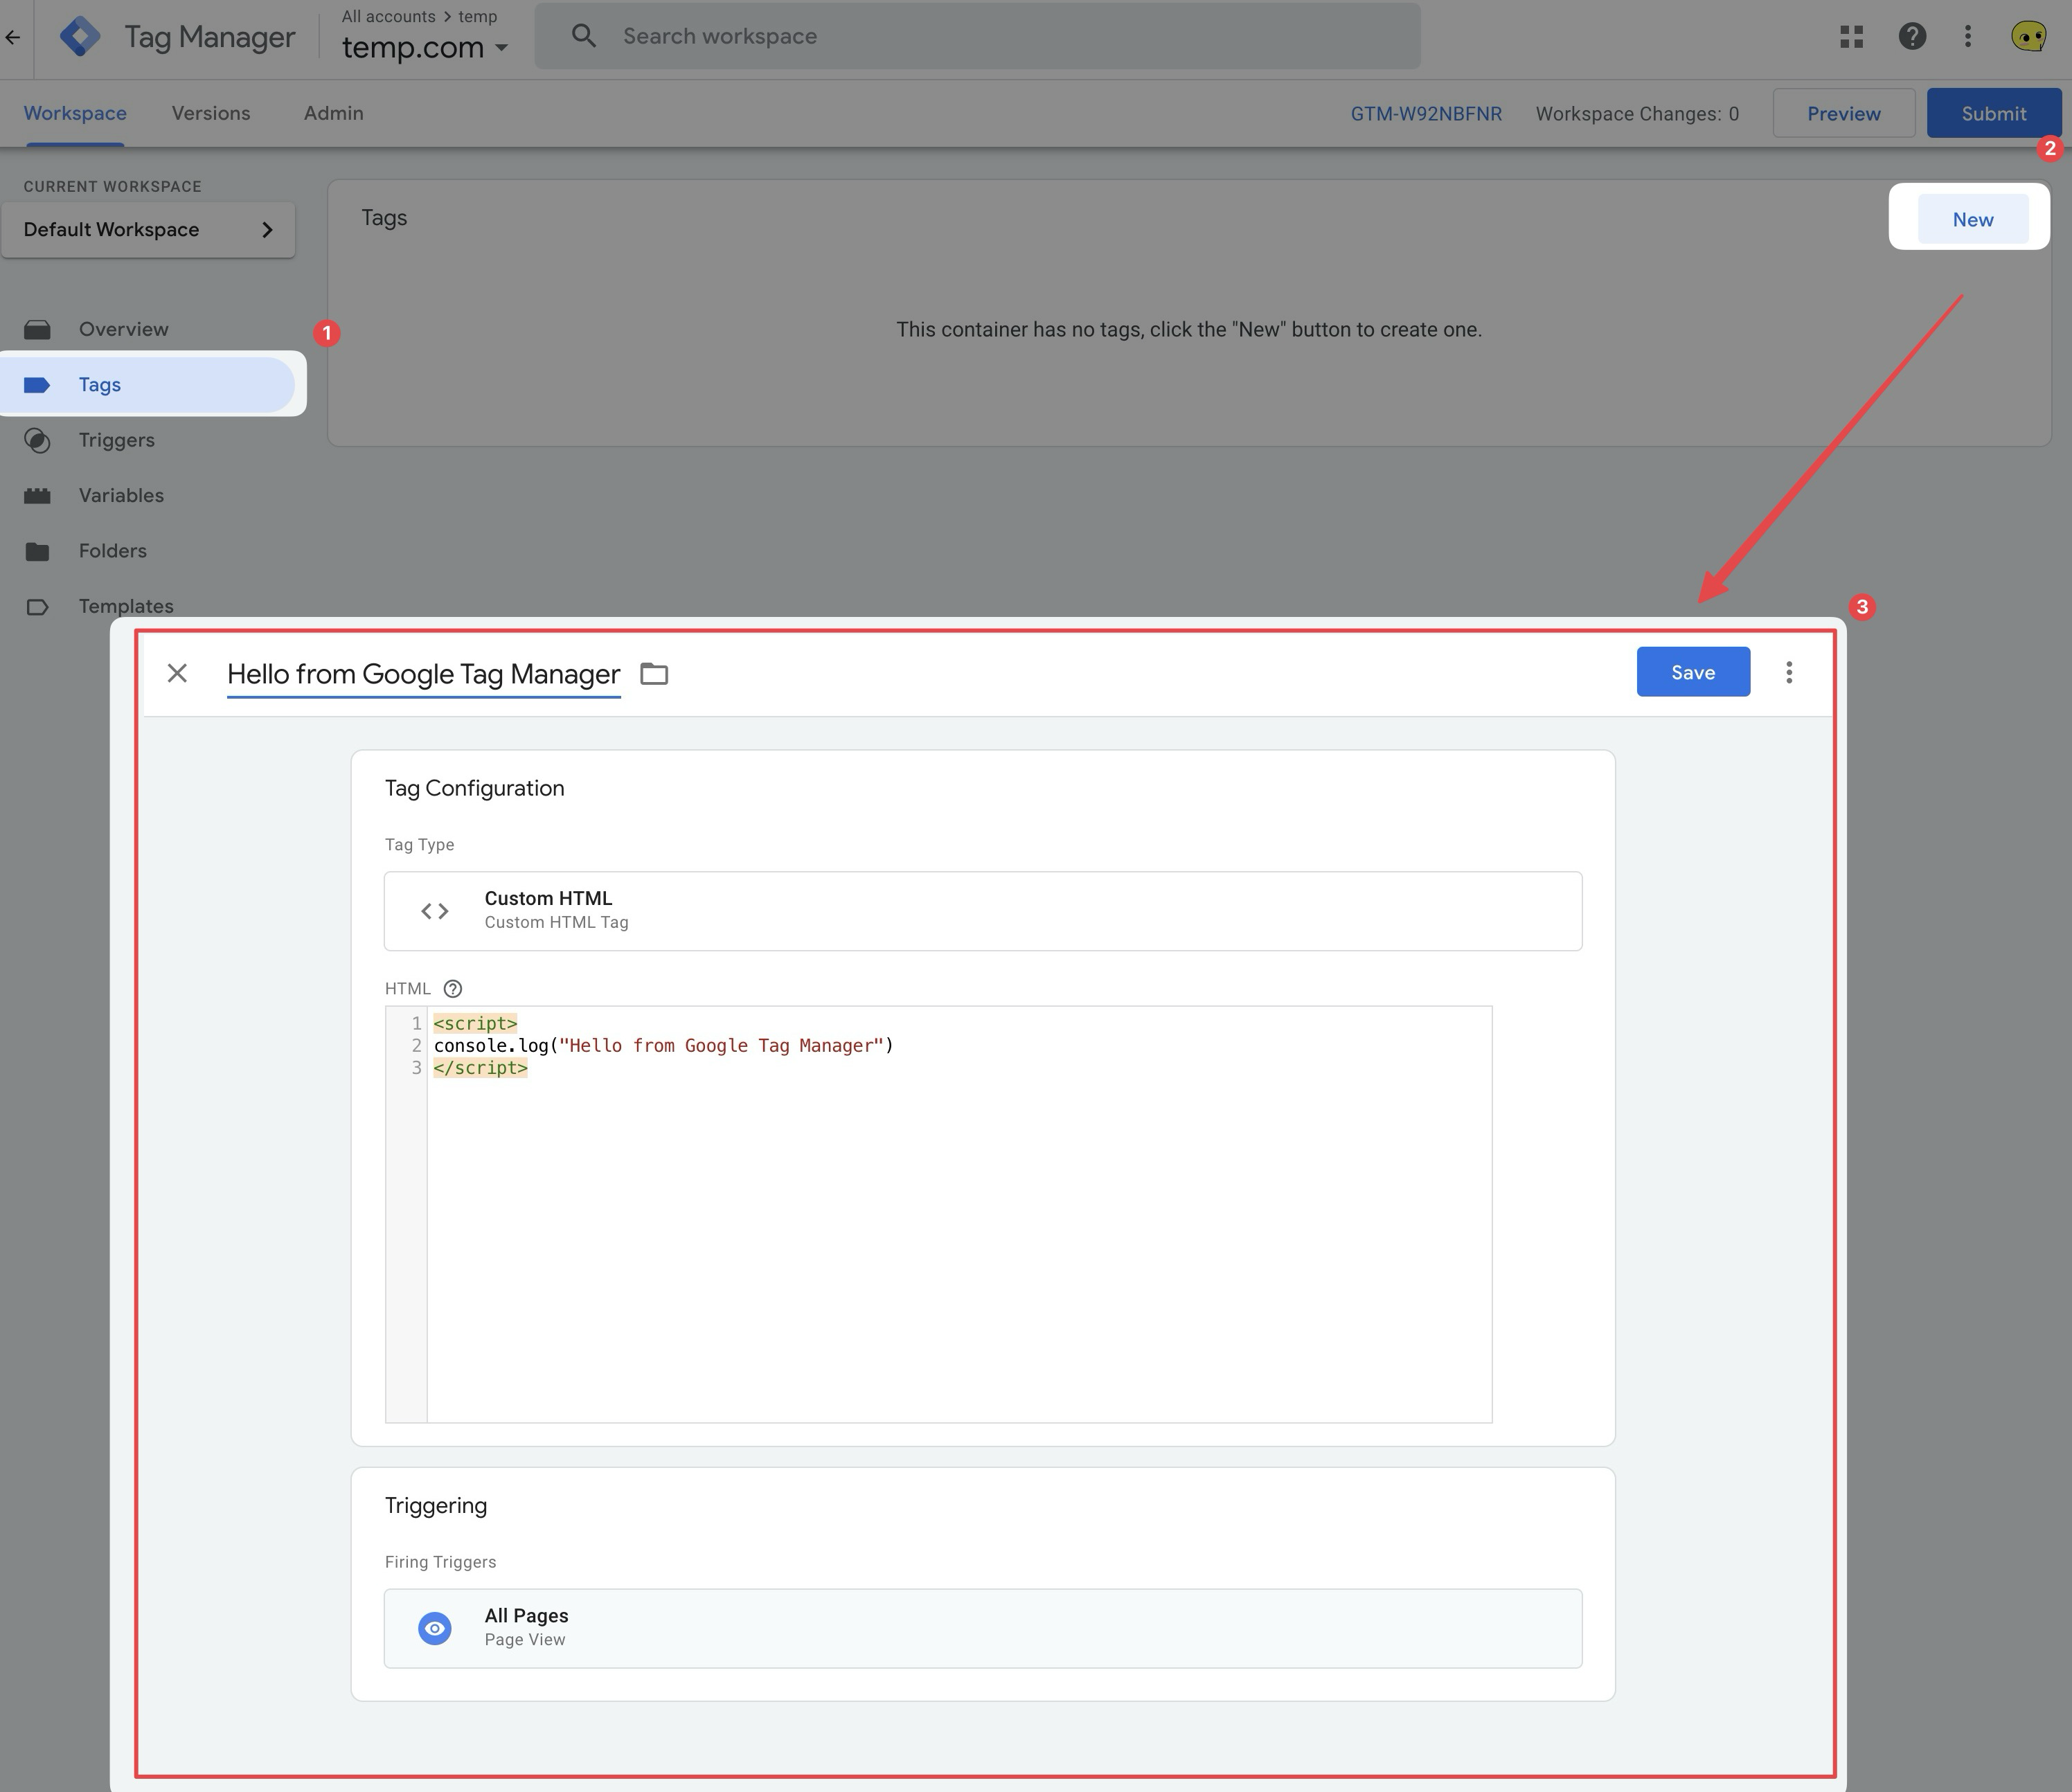 All accounts > temp
Tag Manager
temp.com
Search workspace
Workspace
Versions
Admin
GTM-W92NBFNR
Workspace Changes: 0
Preview
Submit
2
CURRENT WORKSPACE
Default Workspace
Tags
New
Overview
1
This container has no tags, click the "New" button to create one.
Tags
Triggers
Variables
Folders
Templates
3
Hello from Google Tag Manager
Save
Tag Configuration
Tag Type
Custom HTML
Custom HTML Tag
HTML
1 <script>
2 console.log("Hello from Google Tag Manager")
3 </script>
Triggering
Firing Triggers
All Pages
Page View